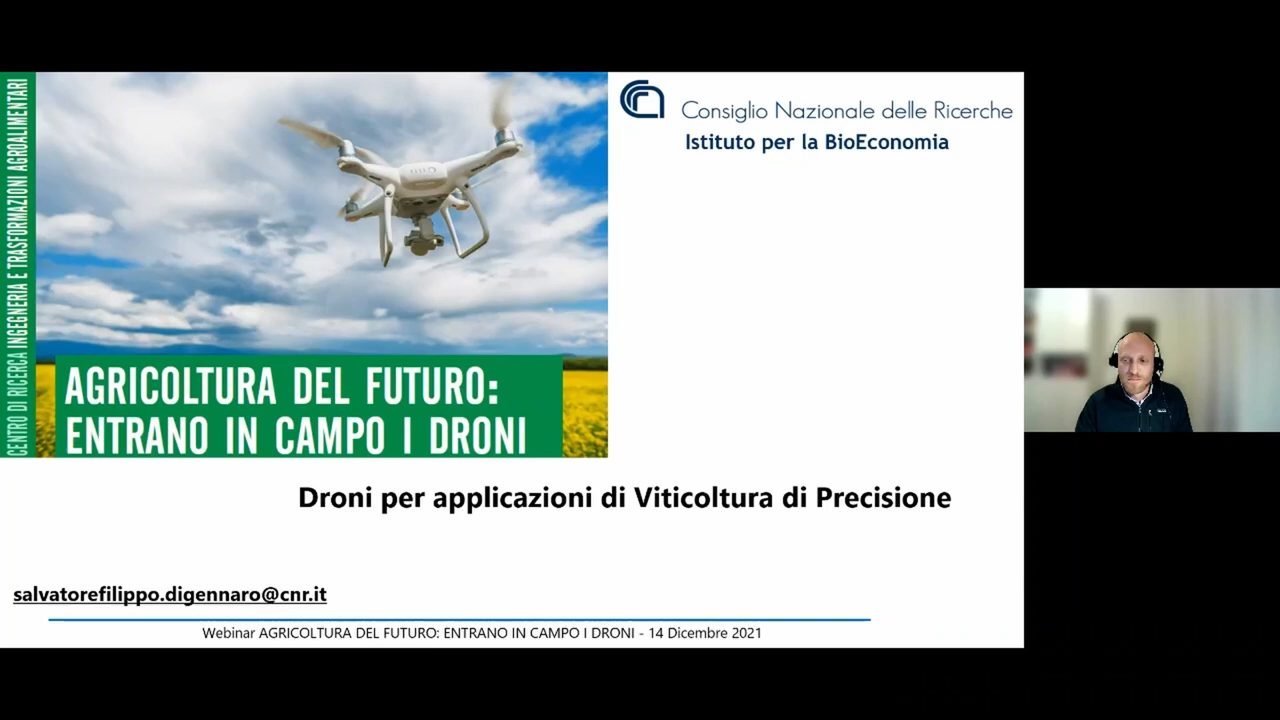 CENTRO DI RICERCA INGEGNERIA E TRASFORMAZIONI AGROALIMENTARI
Consiglio Nazionale delle Ricerche
Istituto per la BioEconomia
AGRICOLTURA DEL FUTURO:
ENTRANO IN CAMPO I DRONI
Droni per applicazioni di Viticoltura di Precisione
salvatorefilippo.digennaro@cnr.it
Webinar AGRICOLTURA DEL FUTURO: ENTRANO IN CAMPO I DRONI - 14 Dicembre 2021